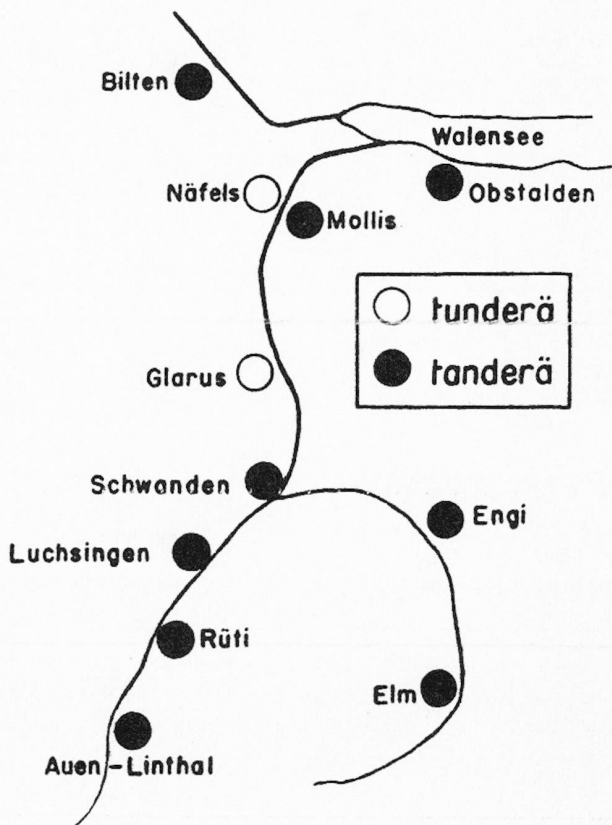 Bilten
Walensee
Näfels
Obstalden
Mollis
tunderä
Glarus
tanderä
Schwanden
Engi
Luchsingen
Rüti
Elm
Auen-Linthal